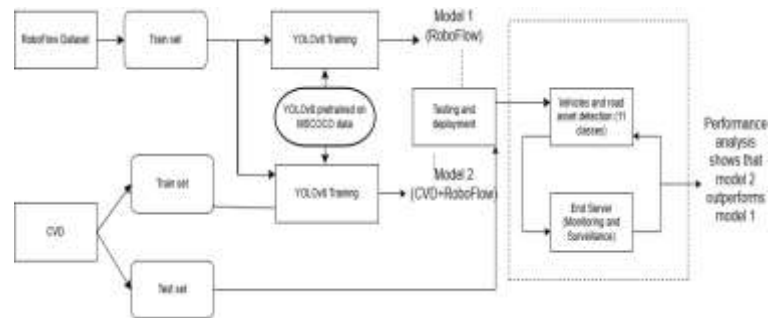 RoboFlow Dataset
Train set
YOLOv8 Training
Model 1
(RoboFlow)
YOLOv8 pretrained on
MSCOCO data
Testing and
deployment
Vehicles and road
asset detection (11
classes)
Performance
analysis
shows that
model 2
outperforms
model 1
Train set
YOLOv8 Training
Model 2
(CVD+RoboFlow)
CVD
End Server
(Monitoring and
Surveillance)
Test set